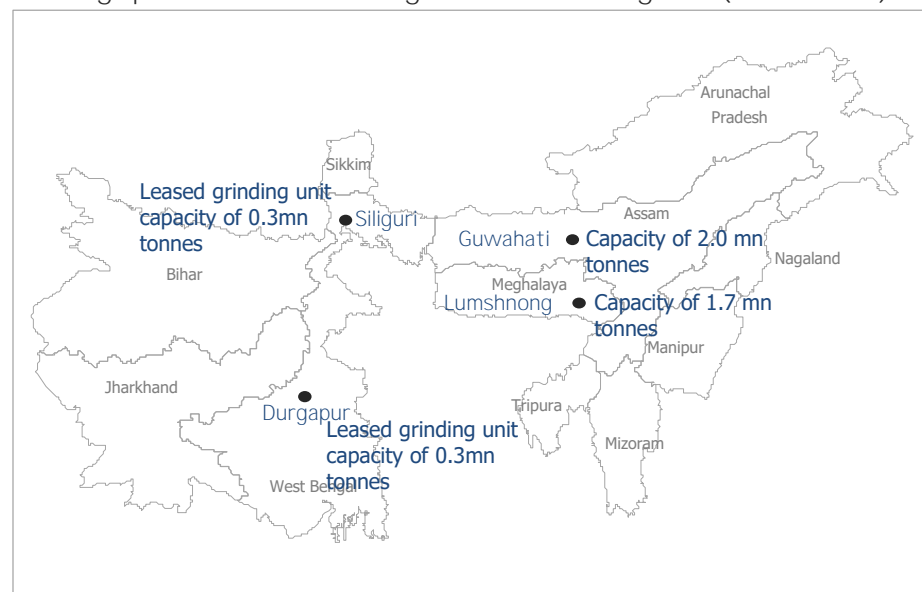 Arunachal
Pradesh
Sikkim
Leased grinding unit
capacity of 0.3mn
tonnes
Siliguri
Assam
Guwahati
Capacity of 2.0 mn
tonnes
Nagaland
Bihar
Meghalaya
Lumshnong
Capacity of 1.7 mn
tonnes
Manipur
Jharkhand
Durgapur
Tripura
Leased grinding unit
capacity of 0.3mn
tonnes
Mizoram
West Bengal